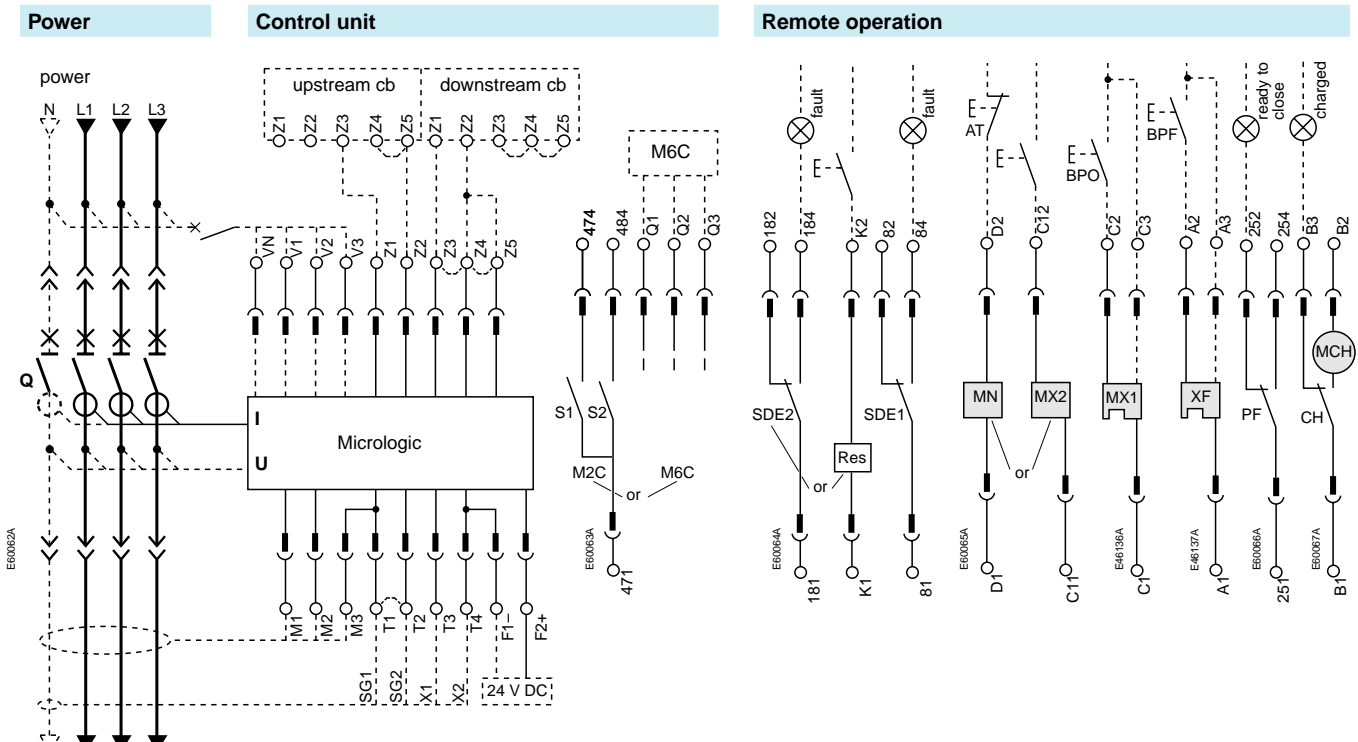 Power Control unit Remote operation
power
N L1 L2 L3
upstream cb downstream cb
Z1 Z2 Z3 Z4 Z5 Z1 Z2 Z3 Z4 Z5
M6C
fault fault ready to close charged
AT BPO BPF
VN V1 V2 V3 Z1 Z2 Z3 Z4 Z5
474 484 Q1 Q2 Q3
182 184 K2 82 84 D2 C12 C2 C3 A2 A3 252 254 B3 B2
MCH
Q
I
U
Micrologic
S1 S2
SDE2 SDE1 MN MX2 MX1 XF PF CH
Res
M2C or M6C
or
or
E60062A E60063A E60064A E60065A E46136A E46137A E60066A E60067A
471 181 K1 81 D1 C11 C1 A1 251 B1
M1 M2 M3 T1 T2 T3 T4 F1– F2+
SG1 SG2 X1 X2 24 V DC